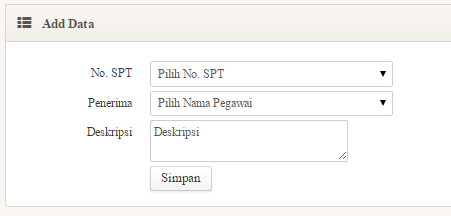 Add Data
No. SPT Pilih No. SPT
Penerima Pilih Nama Pegawai
Deskripsi Deskripsi
Simpan